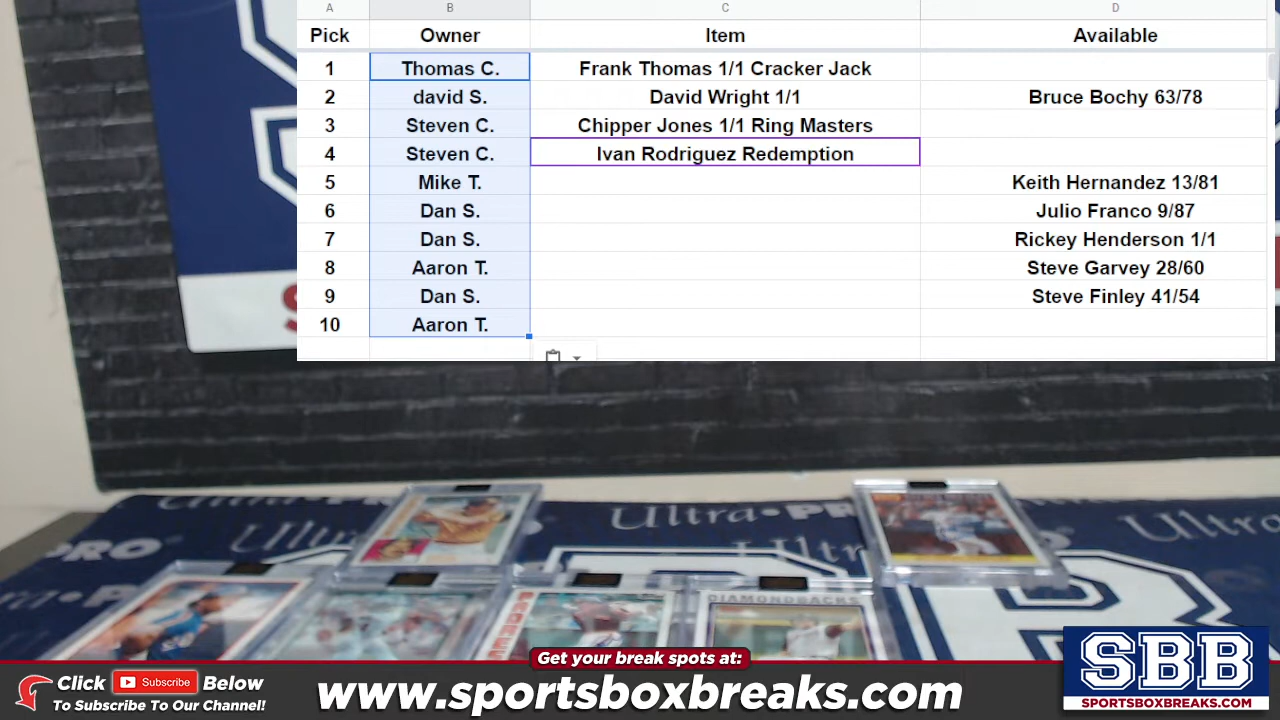 A B C D
Pick Owner Item Available
1 Thomas C. Frank Thomas 1/1 Cracker Jack
2 david S. David Wright 1/1 Bruce Bochy 63/78
3 Steven C. Chipper Jones 1/1 Ring Masters
4 Steven C. Ivan Rodriguez Redemption
5 Mike T. Keith Hernandez 13/81
6 Dan S. Julio Franco 9/87
7 Dan S. Rickey Henderson 1/1
8 Aaron T. Steve Garvey 28/60
9 Dan S. Steve Finley 41/54
10 Aaron T.
Ultra PRO
Ultra
PRO
DIAMONDBACKS
Get your break spots at:
Click Subscribe Below
To Subscribe To Our Channel!
www.sportsboxbreaks.com
SBB
SPORTSBOXBREAKS.COM